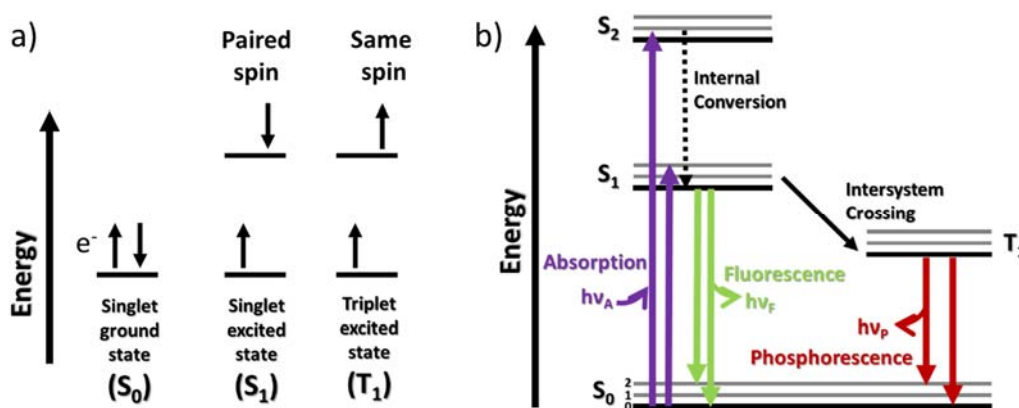 a)
Paired
spin
Same
spin
Energy
e-
Singlet
ground
state
(S0)
Singlet
excited
state
(S1)
Triplet
excited
state
(T1)
b)
Energy
S2
Internal
Conversion
S1
Intersystem
Crossing
Absorption
hνA
Fluorescence
hνF
hνP
Phosphorescence
S0
2
1
0